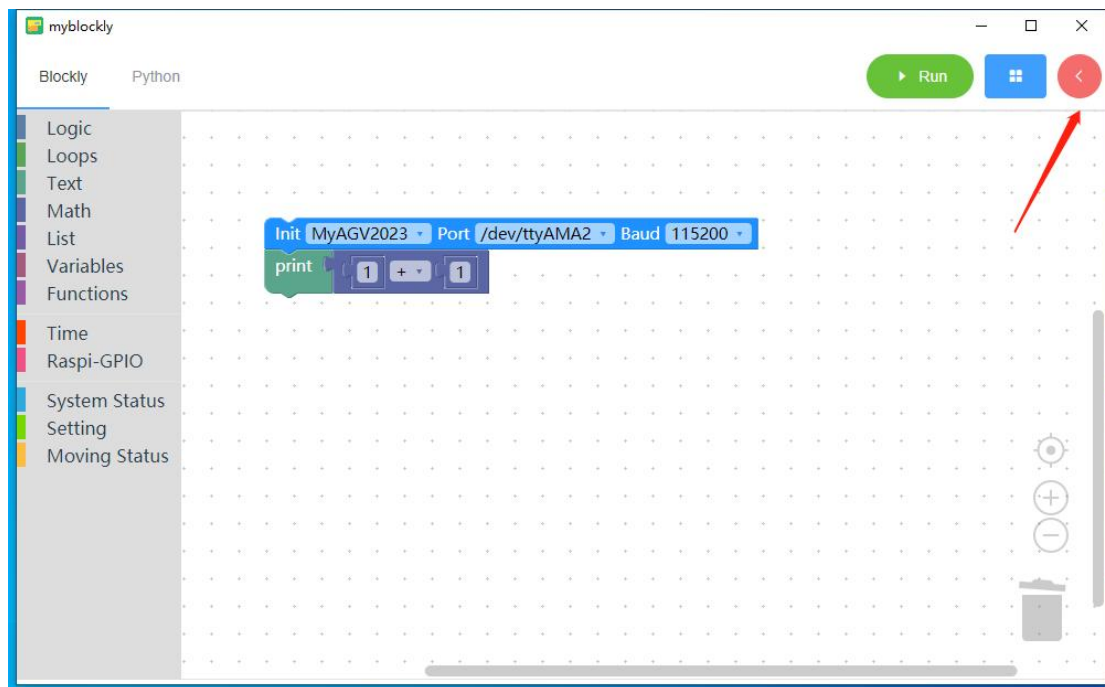 myblockly
Blockly Python
Run
Logic
Loops
Text
Math
List
Variables
Functions
Time
Raspi-GPIO
System Status
Setting
Moving Status
Init MyAGV2023 Port /dev/ttyAMA2 Baud 115200
print 1 + 1